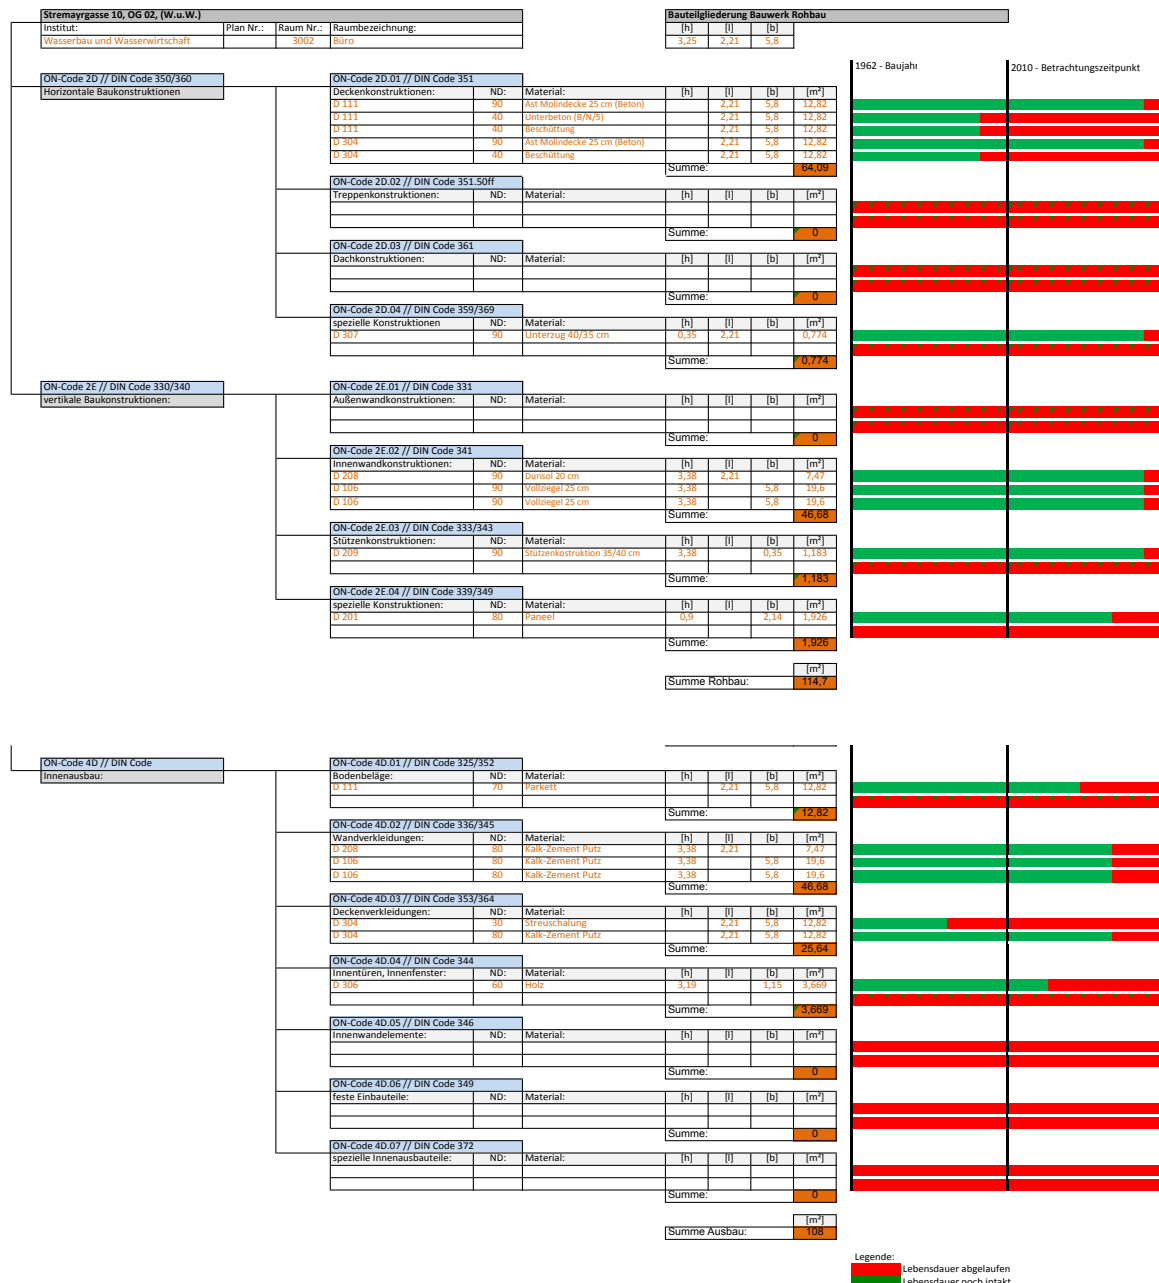 Stremayrgasse 10, OG 02, (W.u.W.) Bauteilgliederung Bauwerk Rohbau
Institut: Plan Nr.: Raum Nr.: Raumbezeichnung: [h] [l] [b]
Wasserbau und Wasserwirtschaft 3002 Büro 3,25 2,21 5,8
1962 - Baujahr 2010 - Betrachtungszeitpunkt
ON-Code 2D // DIN Code 350/360 ON-Code 2D.01 // DIN Code 351
Horizontale Baukonstruktionen Deckenkonstruktionen: ND: Material: [h] [l] [b] [m²]
D 111 90 Ast Molindecke 25 cm (Beton) 2,21 5,8 12,82
D 111 40 Unterbeton (B/N/5) 2,21 5,8 12,82
D 111 40 Beschüttung 2,21 5,8 12,82
D 304 90 Ast Molindecke 25 cm (Beton) 2,21 5,8 12,82
D 304 40 Beschüttung 2,21 5,8 12,82
Summe: 64,09
ON-Code 2D.02 // DIN Code 351.50ff
Treppenkonstruktionen: ND: Material: [h] [l] [b] [m²]
Summe: 0
ON-Code 2D.03 // DIN Code 361
Dachkonstruktionen: ND: Material: [h] [l] [b] [m²]
Summe: 0
ON-Code 2D.04 // DIN Code 359/369
spezielle Konstruktionen ND: Material: [h] [l] [b] [m²]
D 307 90 Unterzug 40/35 cm 0,35 2,21 0,774
Summe: 0,774
ON-Code 2E // DIN Code 330/340 ON-Code 2E.01 // DIN Code 331
vertikale Baukonstruktionen: Außenwandkonstruktionen: ND: Material: [h] [l] [b] [m²]
Summe: 0
ON-Code 2E.02 // DIN Code 341
Innenwandkonstruktionen: ND: Material: [h] [l] [b] [m²]
D 208 90 Durisol 20 cm 3,38 2,21 7,47
D 106 90 Vollziegel 25 cm 3,38 5,8 19,6
D 106 90 Vollziegel 25 cm 3,38 5,8 19,6
Summe: 46,68
ON-Code 2E.03 // DIN Code 333/343
Stützenkonstruktionen: ND: Material: [h] [l] [b] [m²]
D 209 90 Stützenkostruktion 35/40 cm 3,38 0,35 1,183
Summe: 1,183
ON-Code 2E.04 // DIN Code 339/349
spezielle Konstruktionen: ND: Material: [h] [l] [b] [m²]
D 201 80 Paneel 0,9 2,14 1,926
Summe: 1,926
[m²]
Summe Rohbau: 114,7
ON-Code 4D // DIN Code ON-Code 4D.01 // DIN Code 325/352
Innenausbau: Bodenbeläge: ND: Material: [h] [l] [b] [m²]
D 111 70 Parkett 2,21 5,8 12,82
Summe: 12,82
ON-Code 4D.02 // DIN Code 336/345
Wandverkleidungen: ND: Material: [h] [l] [b] [m²]
D 208 80 Kalk-Zement Putz 3,38 2,21 7,47
D 106 80 Kalk-Zement Putz 3,38 5,8 19,6
D 106 80 Kalk-Zement Putz 3,38 5,8 19,6
Summe: 46,68
ON-Code 4D.03 // DIN Code 353/364
Deckenverkleidungen: ND: Material: [h] [l] [b] [m²]
D 304 30 Streuschalung 2,21 5,8 12,82
D 304 80 Kalk-Zement Putz 2,21 5,8 12,82
Summe: 25,64
ON-Code 4D.04 // DIN Code 344
Innentüren, Innenfenster: ND: Material: [h] [l] [b] [m²]
D 306 60 Holz 3,19 1,15 3,669
Summe: 3,669
ON-Code 4D.05 // DIN Code 346
Innenwandelemente: ND: Material: [h] [l] [b] [m²]
Summe: 0
ON-Code 4D.06 // DIN Code 349
feste Einbauteile: ND: Material: [h] [l] [b] [m²]
Summe: 0
ON-Code 4D.07 // DIN Code 372
spezielle Innenausbauteile: ND: Material: [h] [l] [b] [m²]
Summe: 0
[m²]
Summe Ausbau: 108
Legende:
Lebensdauer abgelaufen
Lebensdauer noch intakt